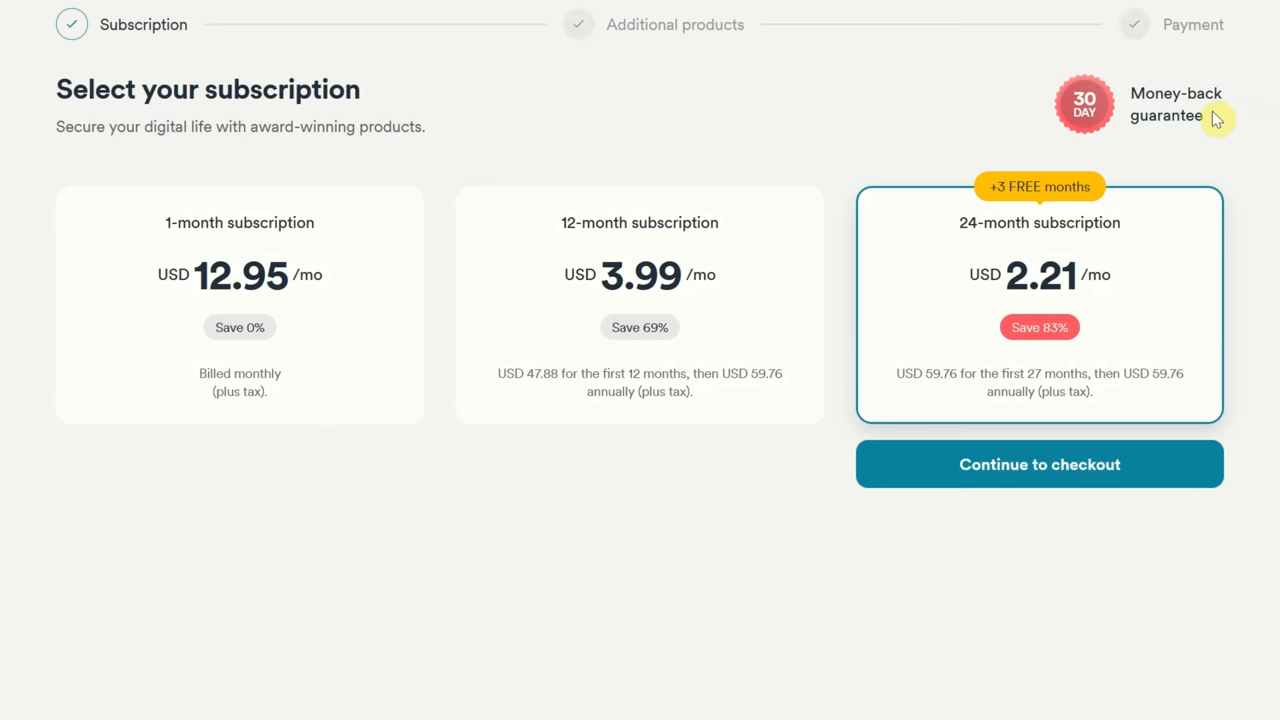 Subscription
Additional products
Payment
Select your subscription
Secure your digital life with award-winning products.
30
DAY
Money-back
guarantee
1-month subscription
USD 12.95 /mo
Save 0%
Billed monthly
(plus tax).
12-month subscription
USD 3.99 /mo
Save 69%
USD 47.88 for the first 12 months, then USD 59.76
annually (plus tax).
+3 FREE months
24-month subscription
USD 2.21 /mo
Save 83%
USD 59.76 for the first 27 months, then USD 59.76
annually (plus tax).
Continue to checkout